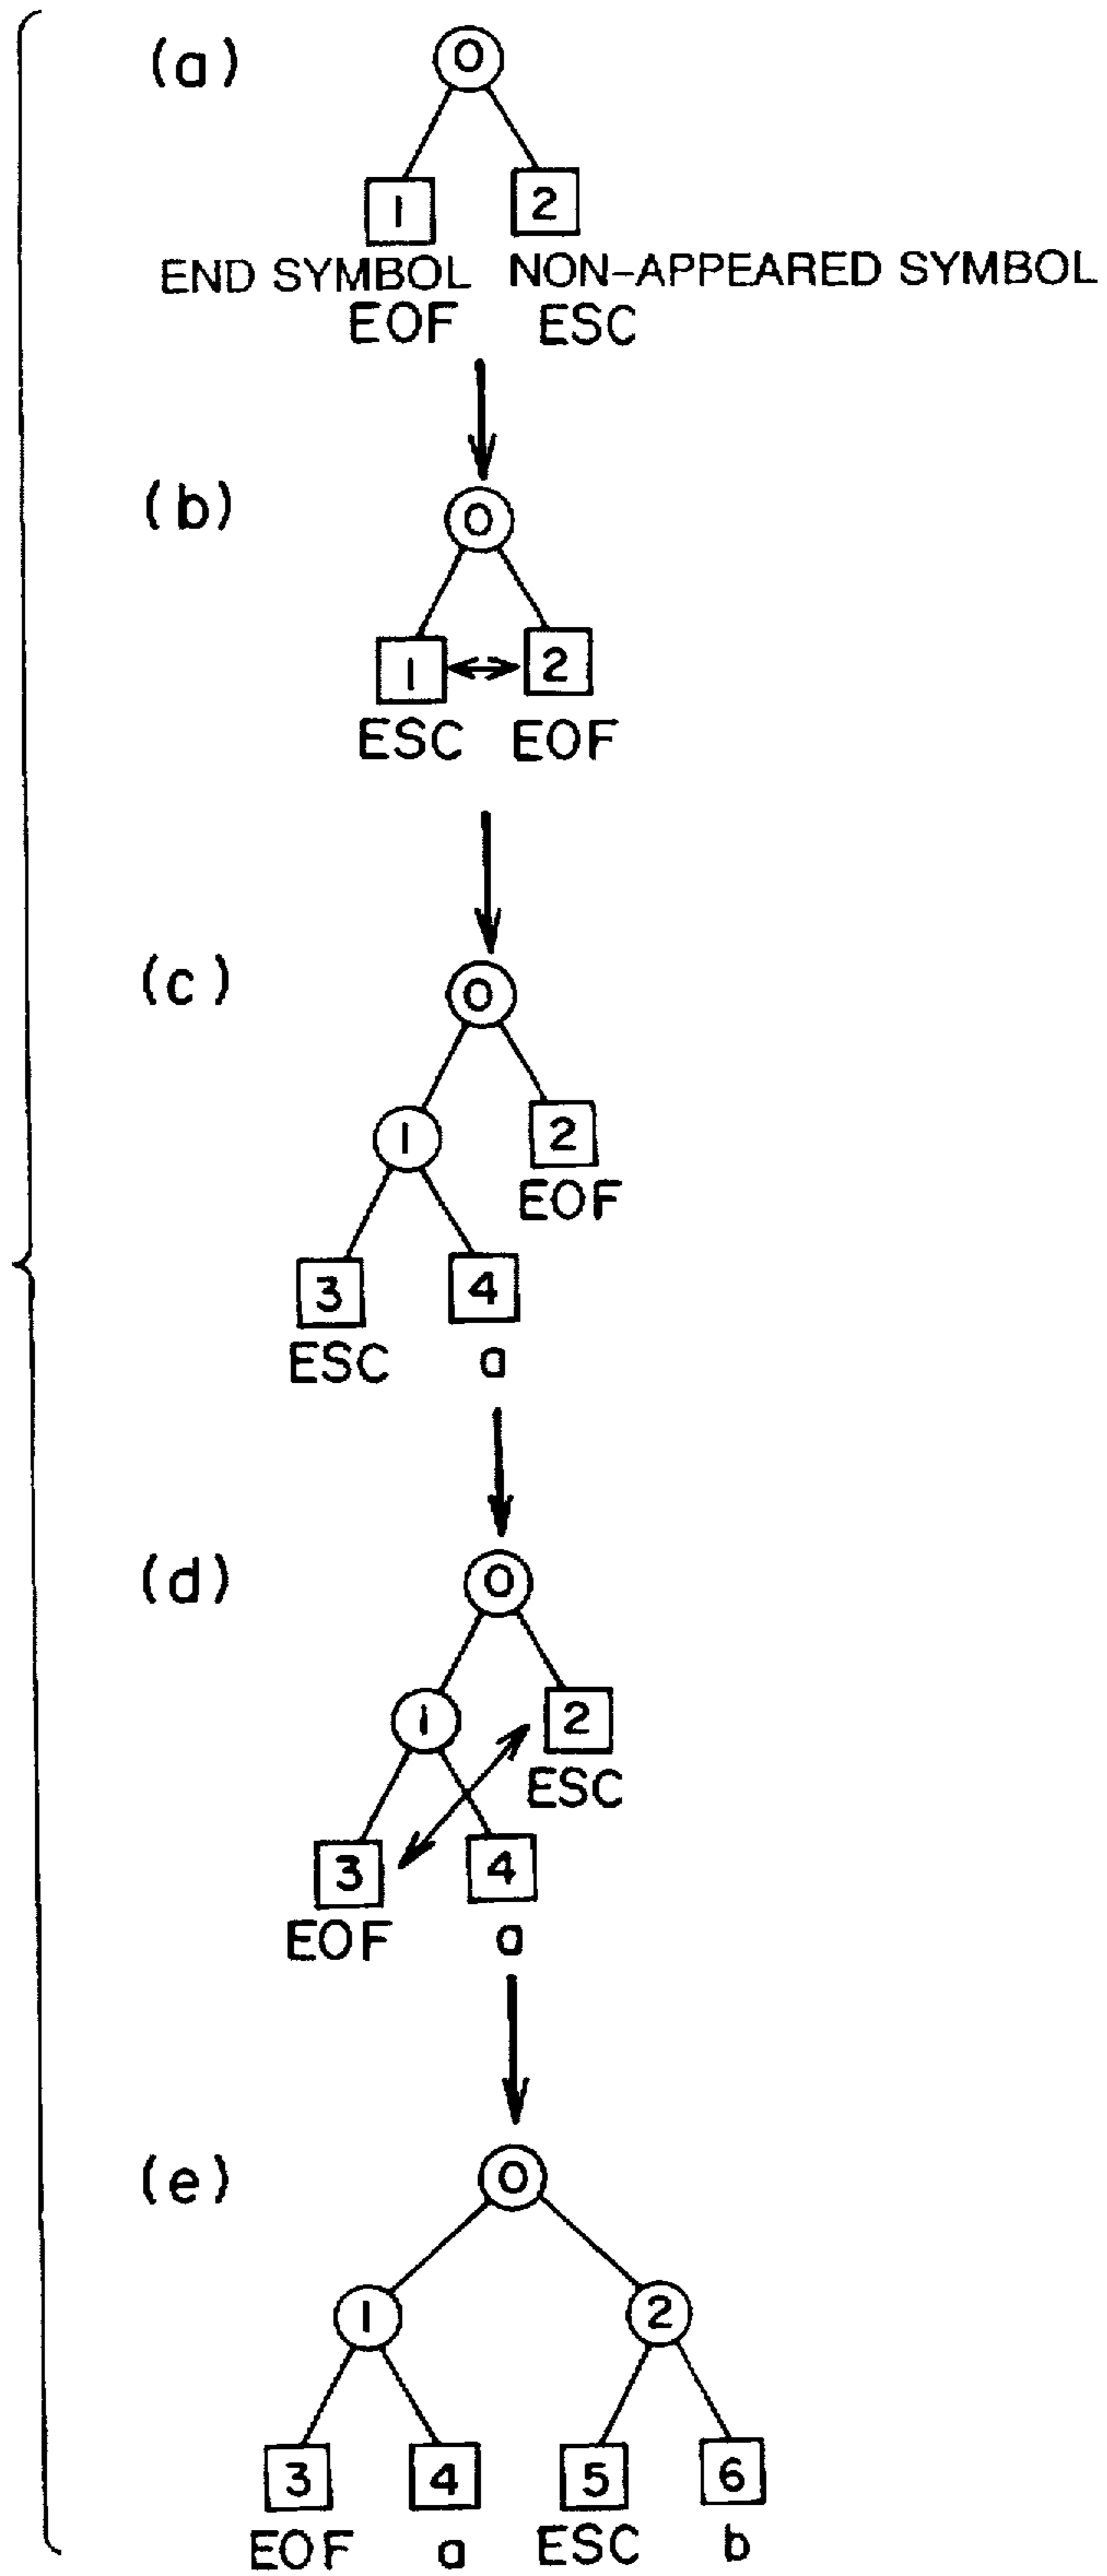 (a)
0
1 2
END SYMBOL NON-APPEARED SYMBOL
EOF ESC
(b)
0
1 2
ESC EOF
(c)
0
1 2
EOF
3 4
ESC a
(d)
0
1 2
ESC
3 4
EOF a
(e)
0
1 2
3 4 5 6
EOF a ESC b